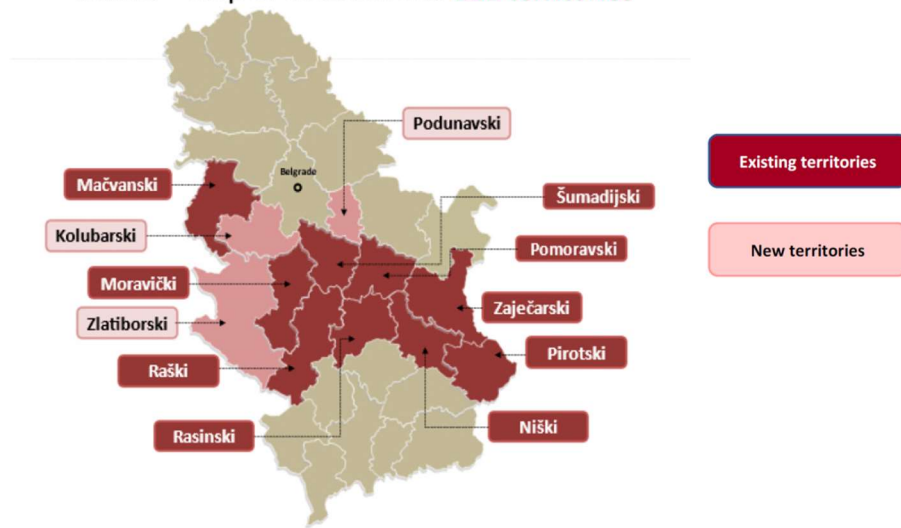 Podunavski
Belgrade
Mačvanski
Šumadijski
Kolubarski
Pomoravski
Moravički
Zaječarski
Zlatiborski
Pirotski
Raški
Niški
Rasinski
Existing territories
New territories